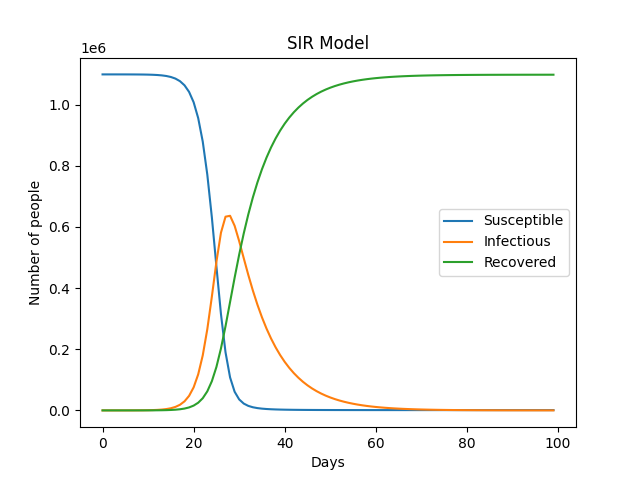 SIR Model
1e6
1.0
0.8
0.6
0.4
0.2
0.0
Number of people
Susceptible
Infectious
Recovered
0 20 40 60 80 100
Days